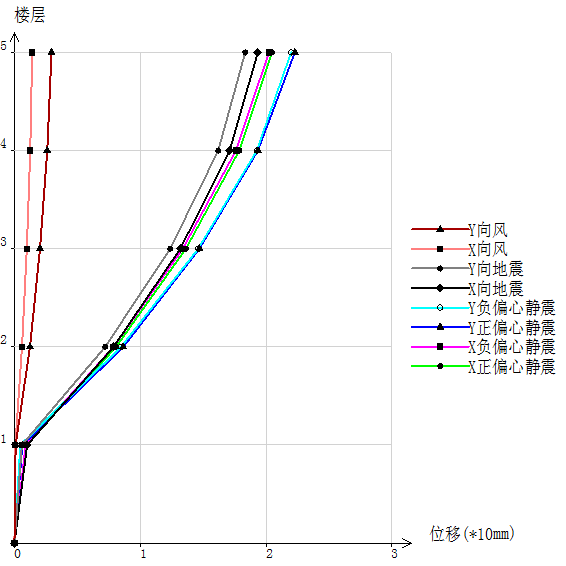 楼层
5
4
3
2
1
0
1
2
3
位移(*10mm)
Y向风
X向风
Y向地震
X向地震
Y负偏心静震
Y正偏心静震
X负偏心静震
X正偏心静震